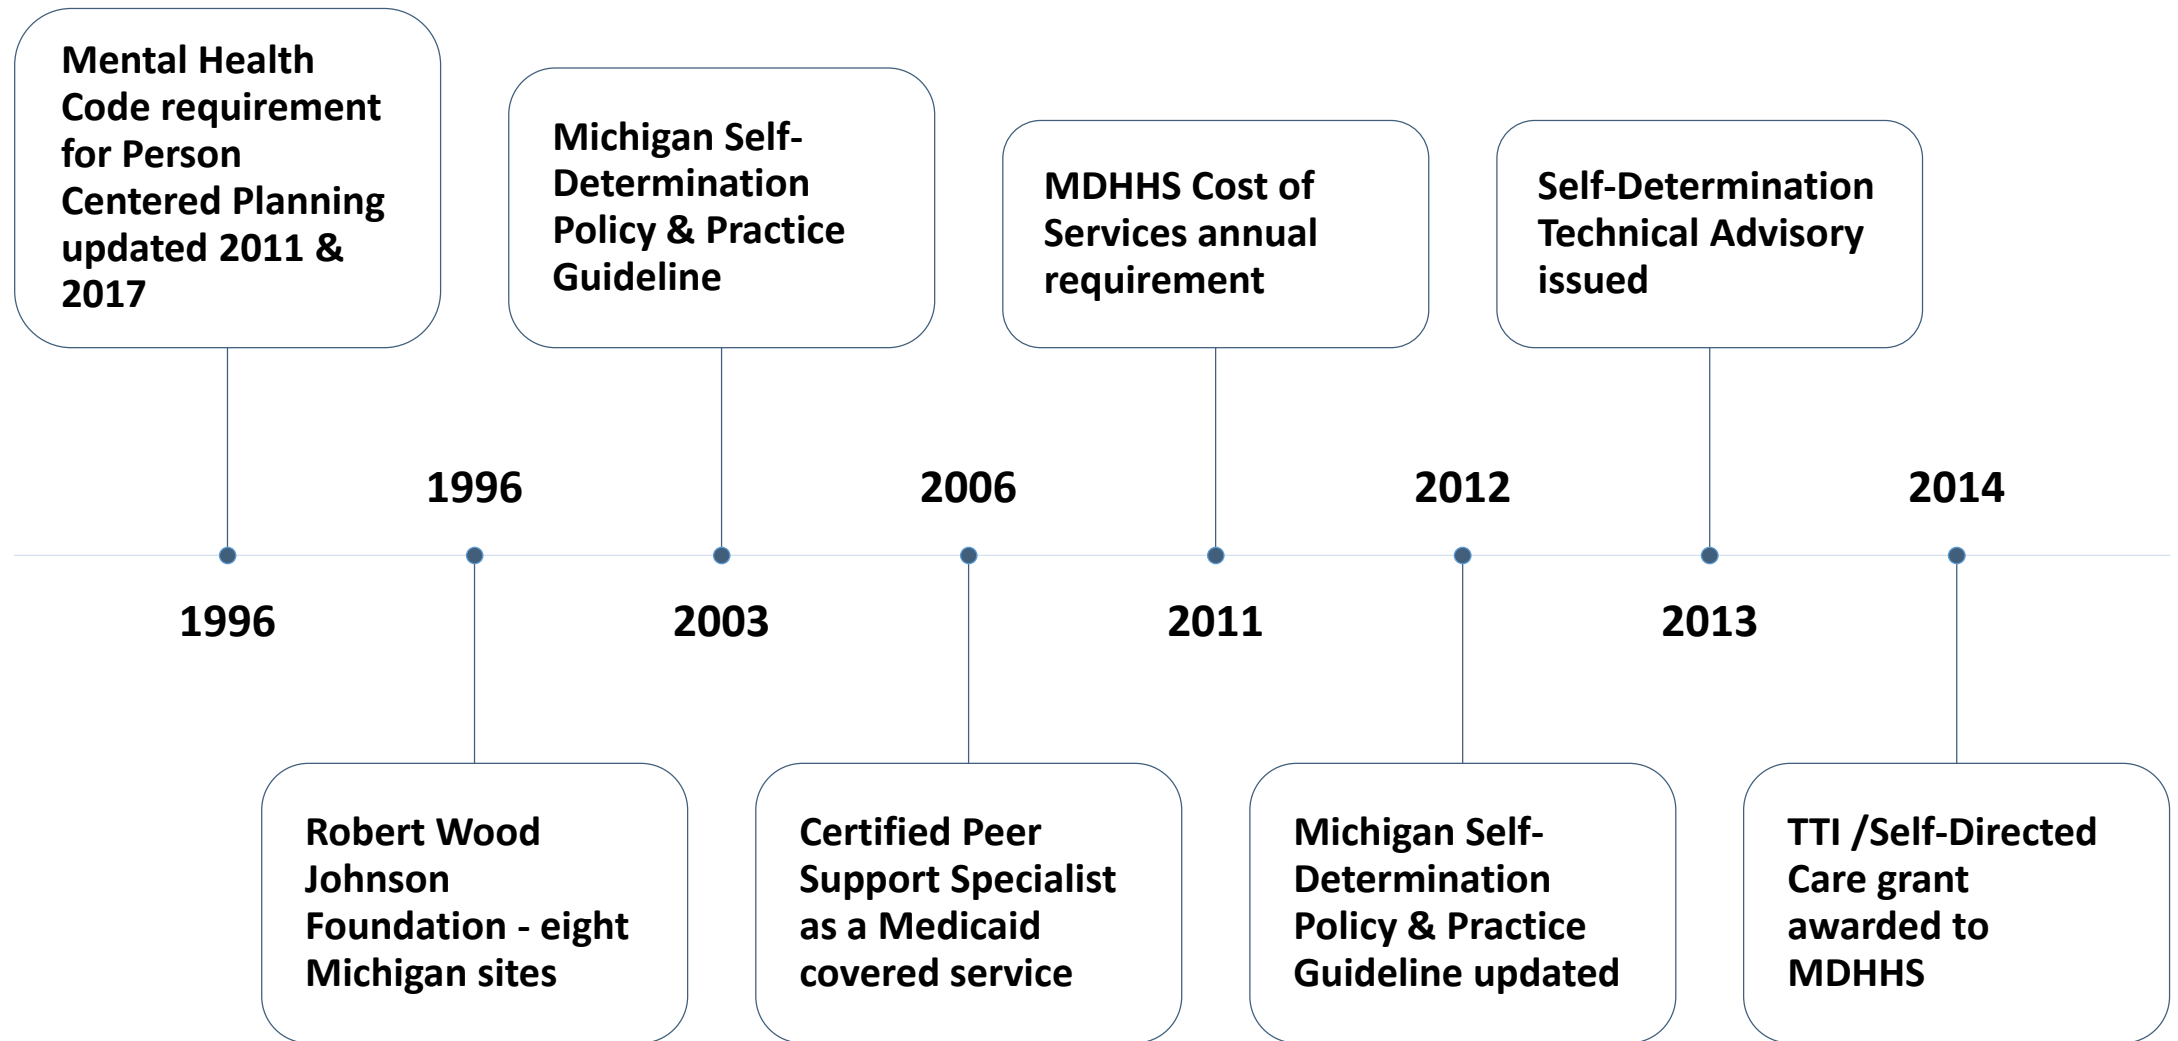 Mental Health
Code requirement
for Person
Centered Planning
updated 2011 &
2017
1996
1996
Robert Wood
Johnson
Foundation - eight
Michigan sites
Michigan Self-
Determination
Policy & Practice
Guideline
2003
2006
Certified Peer
Support Specialist
as a Medicaid
covered service
MDHHS Cost of
Services annual
requirement
2011
2012
Michigan Self-
Determination
Policy & Practice
Guideline updated
Self-Determination
Technical Advisory
issued
2013
2014
TTI /Self-Directed
Care grant
awarded to
MDHHS